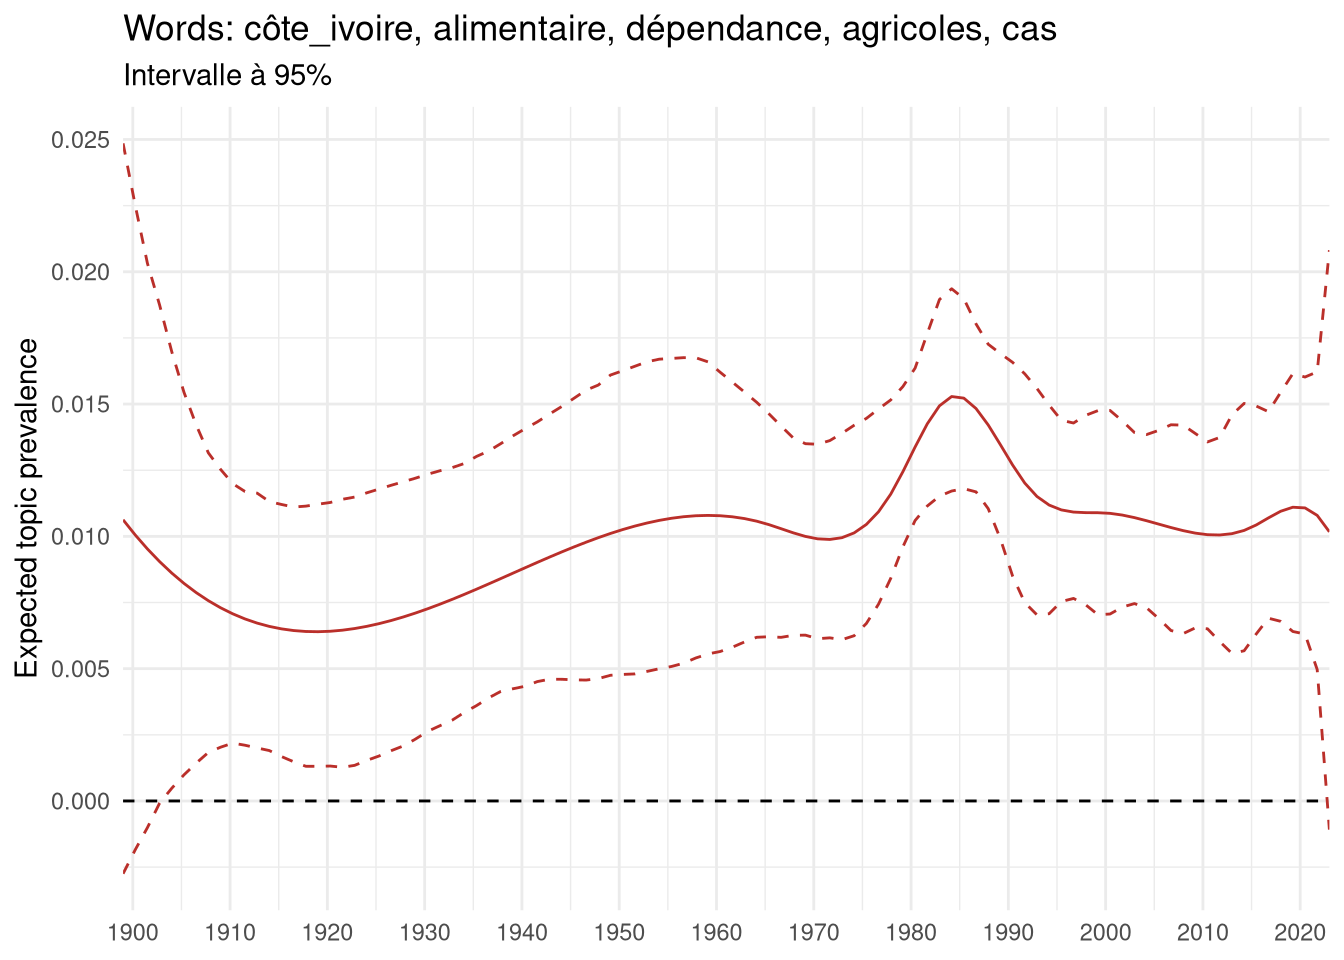 Words: côte_ivoire, alimentaire, dépendance, agricoles, cas
Intervalle à 95%
Expected topic prevalence
0.025
0.020
0.015
0.010
0.005
0.000
1900 1910 1920 1930 1940 1950 1960 1970 1980 1990 2000 2010 2020